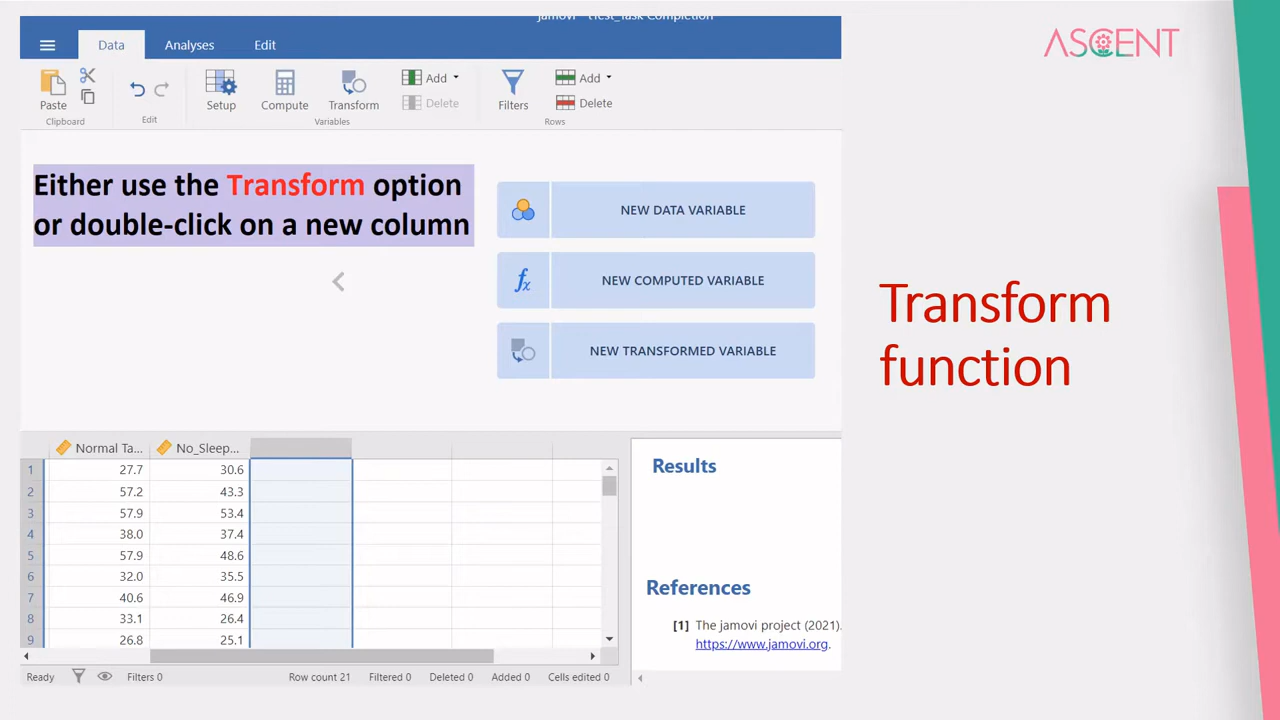 jamovi - tTest_Task Completion
ASCENT
Data Analyses Edit
Paste Setup Compute Transform Add Delete Filters Add Delete
Clipboard Edit Variables Rows
Either use the Transform option
or double-click on a new column
NEW DATA VARIABLE
fx NEW COMPUTED VARIABLE
NEW TRANSFORMED VARIABLE
Transform
function
Normal Ta... No_Sleep...
1 27.7 30.6
2 57.2 43.3
3 57.9 53.4
4 38.0 37.4
5 57.9 48.6
6 32.0 35.5
7 40.6 46.9
8 33.1 26.4
9 26.8 25.1
Results
References
[1] The jamovi project (2021).
https://www.jamovi.org.
Ready Filters 0 Row count 21 Filtered 0 Deleted 0 Added 0 Cells edited 0